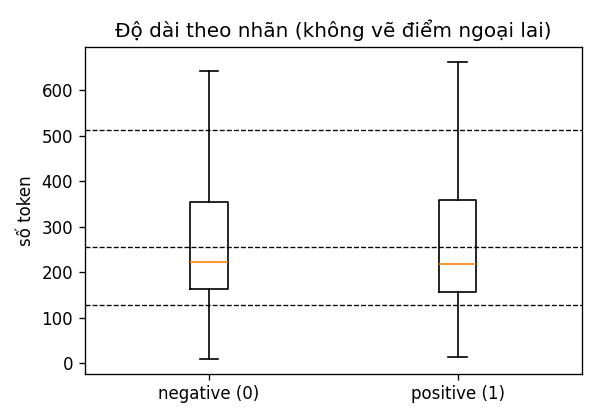 Độ dài theo nhãn (không vẽ điểm ngoại lai)
số token
600
500
400
300
200
100
0
negative (0)
positive (1)